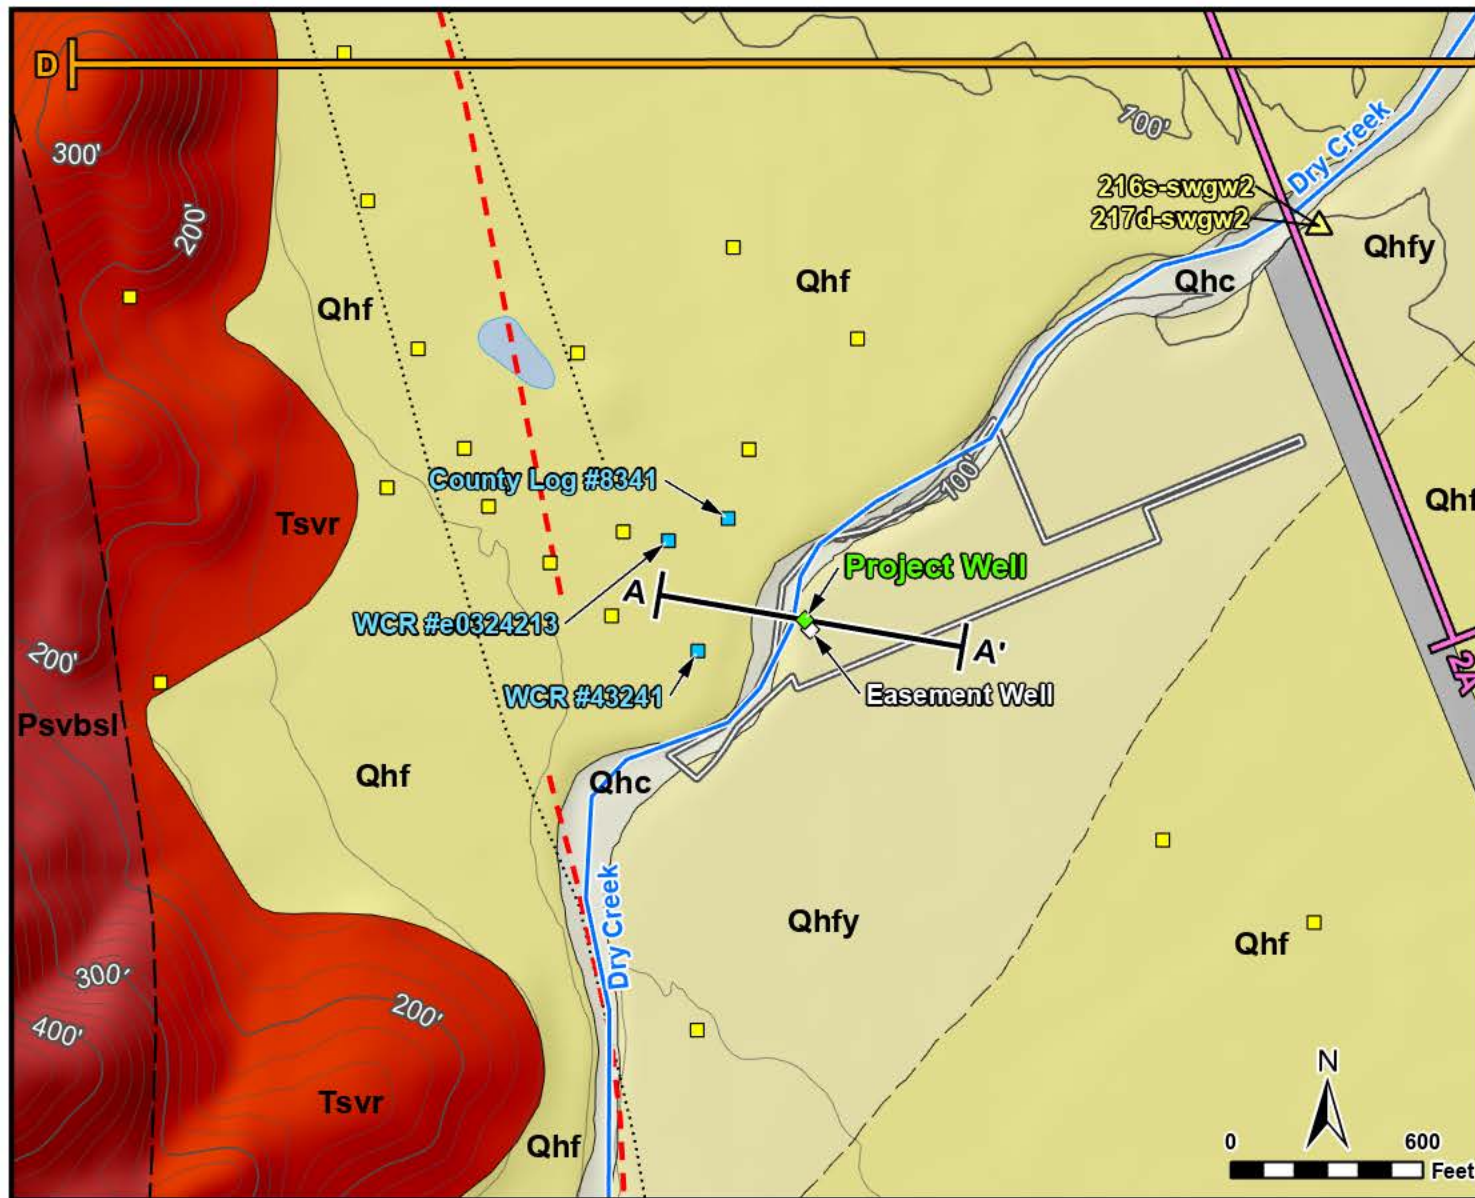 D
700'
Dry Creek
300'
216s-swgw2
200'
217d-swgw2
Qhfy
Qhf
Qhf
Qhc
County Log #8341
100'
Qhf
Tsvr
Project Well
A
WCR #e0324213
A'
200'
2A
WCR #43241
Easement Well
Psvbsl
Qhf
Qhc
Dry Creek
Qhfy
Qhf
300'
200'
400'
N
Tsvr
Qhf
0 600
Feet